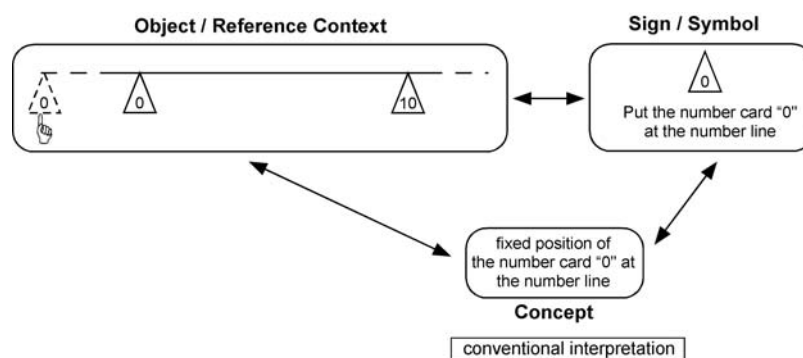 Object / Reference Context
0
0
10
Sign / Symbol
0
Put the number card “0”
at the number line
fixed position of
the number card “0” at
the number line
Concept
conventional interpretation